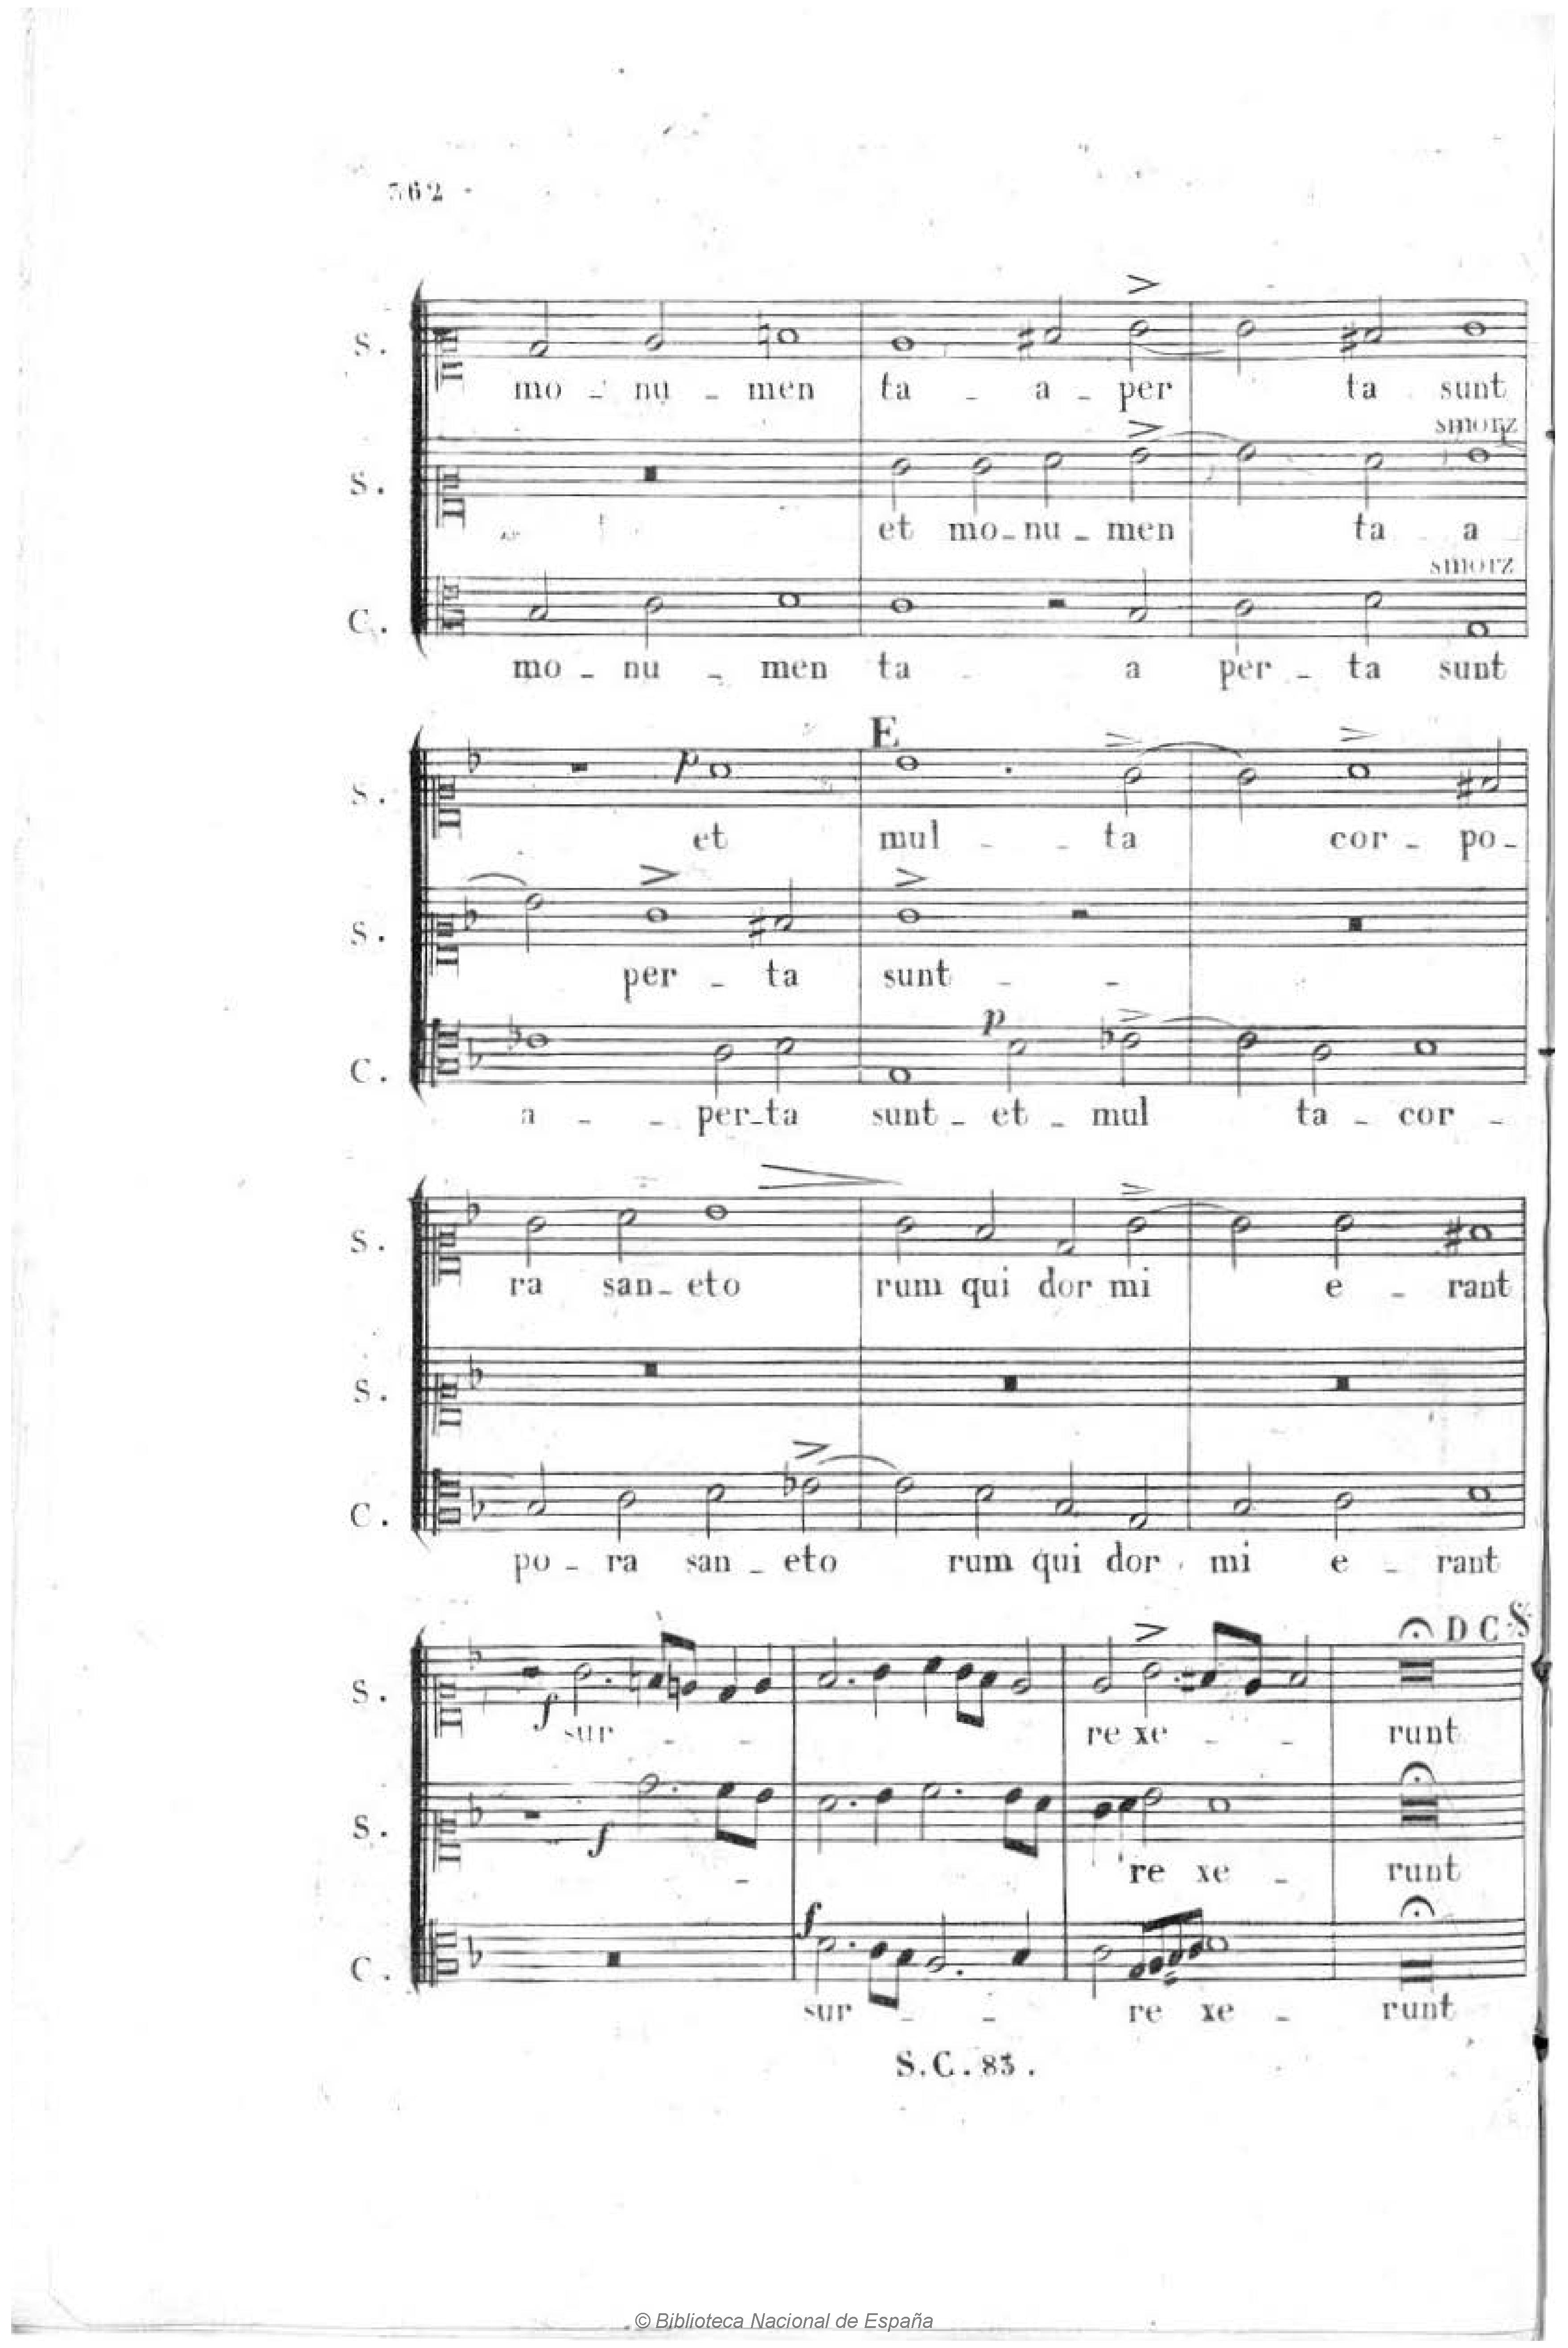 362
S. mo - nu - men ta - a - per ta sunt
smorz
S. et mo - nu - men ta a
smorz
C. mo - nu - men ta - a per - ta sunt
E
S. p et mul - - ta cor - po -
S. per - ta sunt - -
p
C. a - - per - ta sunt - et - mul ta - cor -
S. ra san - eto rum qui dor mi e - rant
S.
C. po - ra san - eto rum qui dor mi e - rant
D C
S. f sur - - re xe - - runt
S. f - re xe - runt
f
C. sur - - re xe - runt
S.C. 83.
© Biblioteca Nacional de España